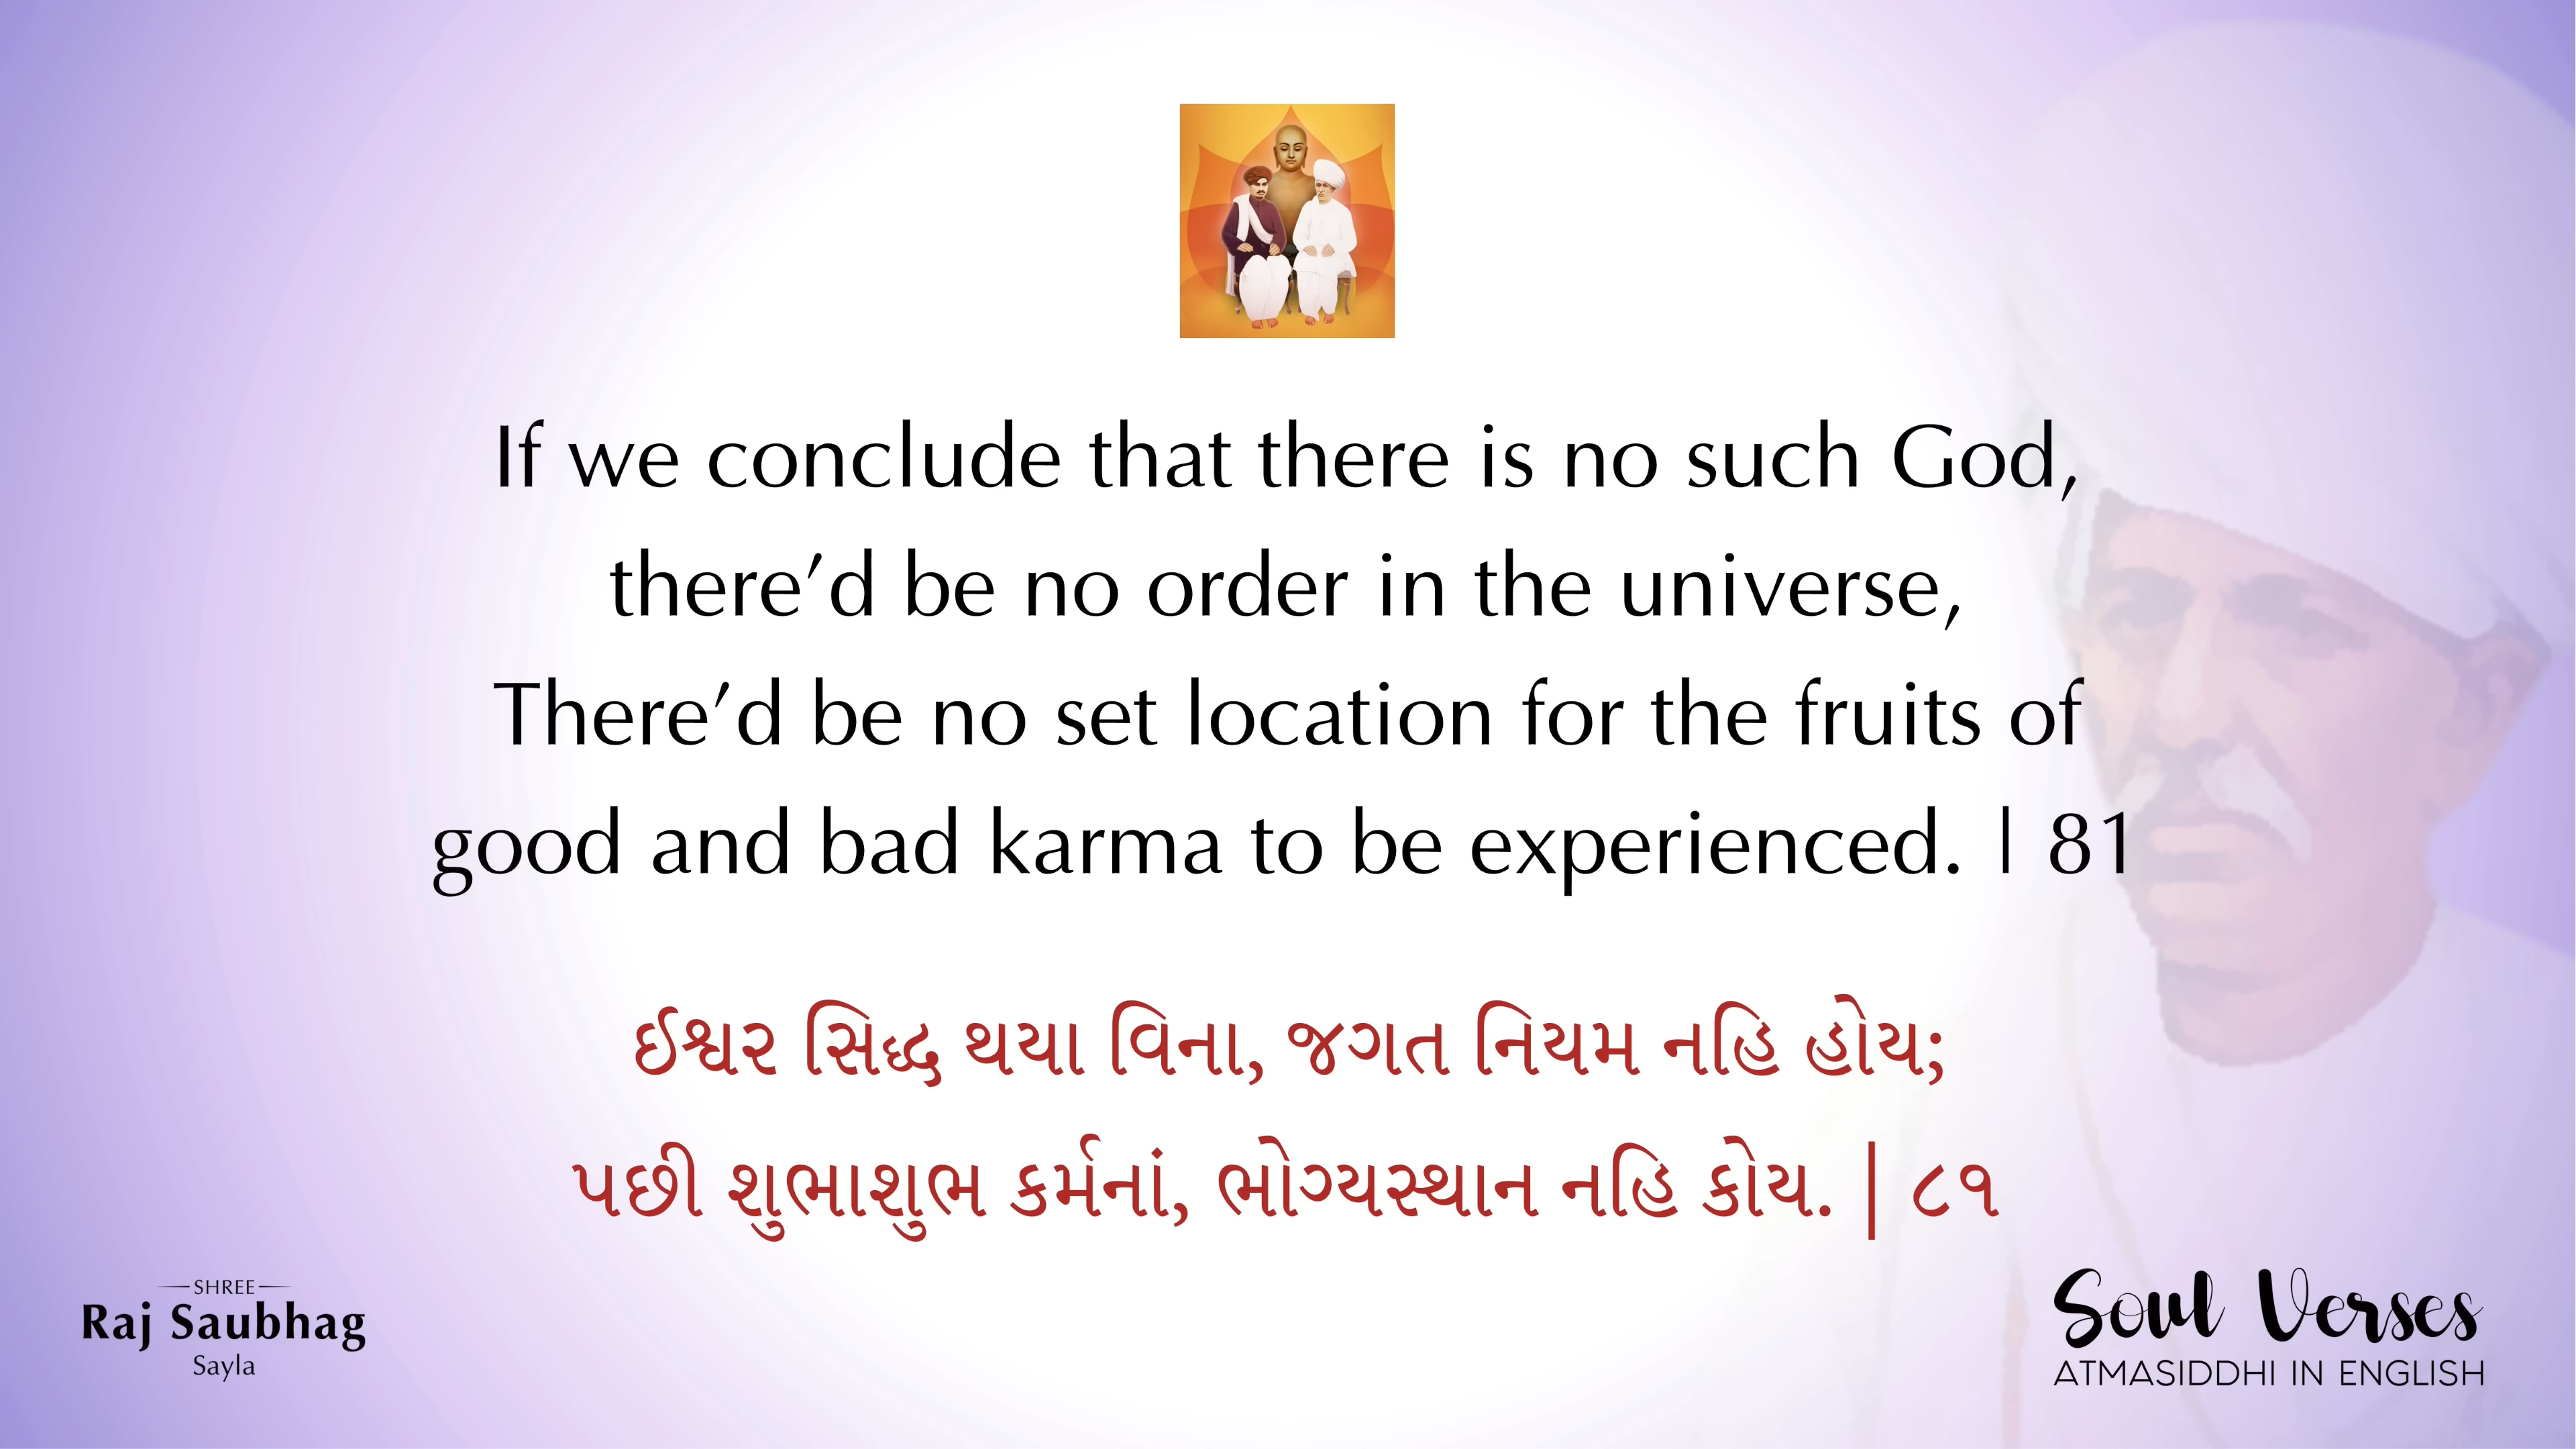 If we conclude that there is no such God,
there’d be no order in the universe,
There’d be no set location for the fruits of
good and bad karma to be experienced. | 81
ઈશ્વર સિદ્ધ થયા વિના, જગત નિયમ નહિ હોય;
પછી શુભાશુભ કર્મનાં, ભોગ્યસ્થાન નહિ કોય. | ૮૧
SHREE
Raj Saubhag
Sayla
Soul Verses
ATMASIDDHI IN ENGLISH